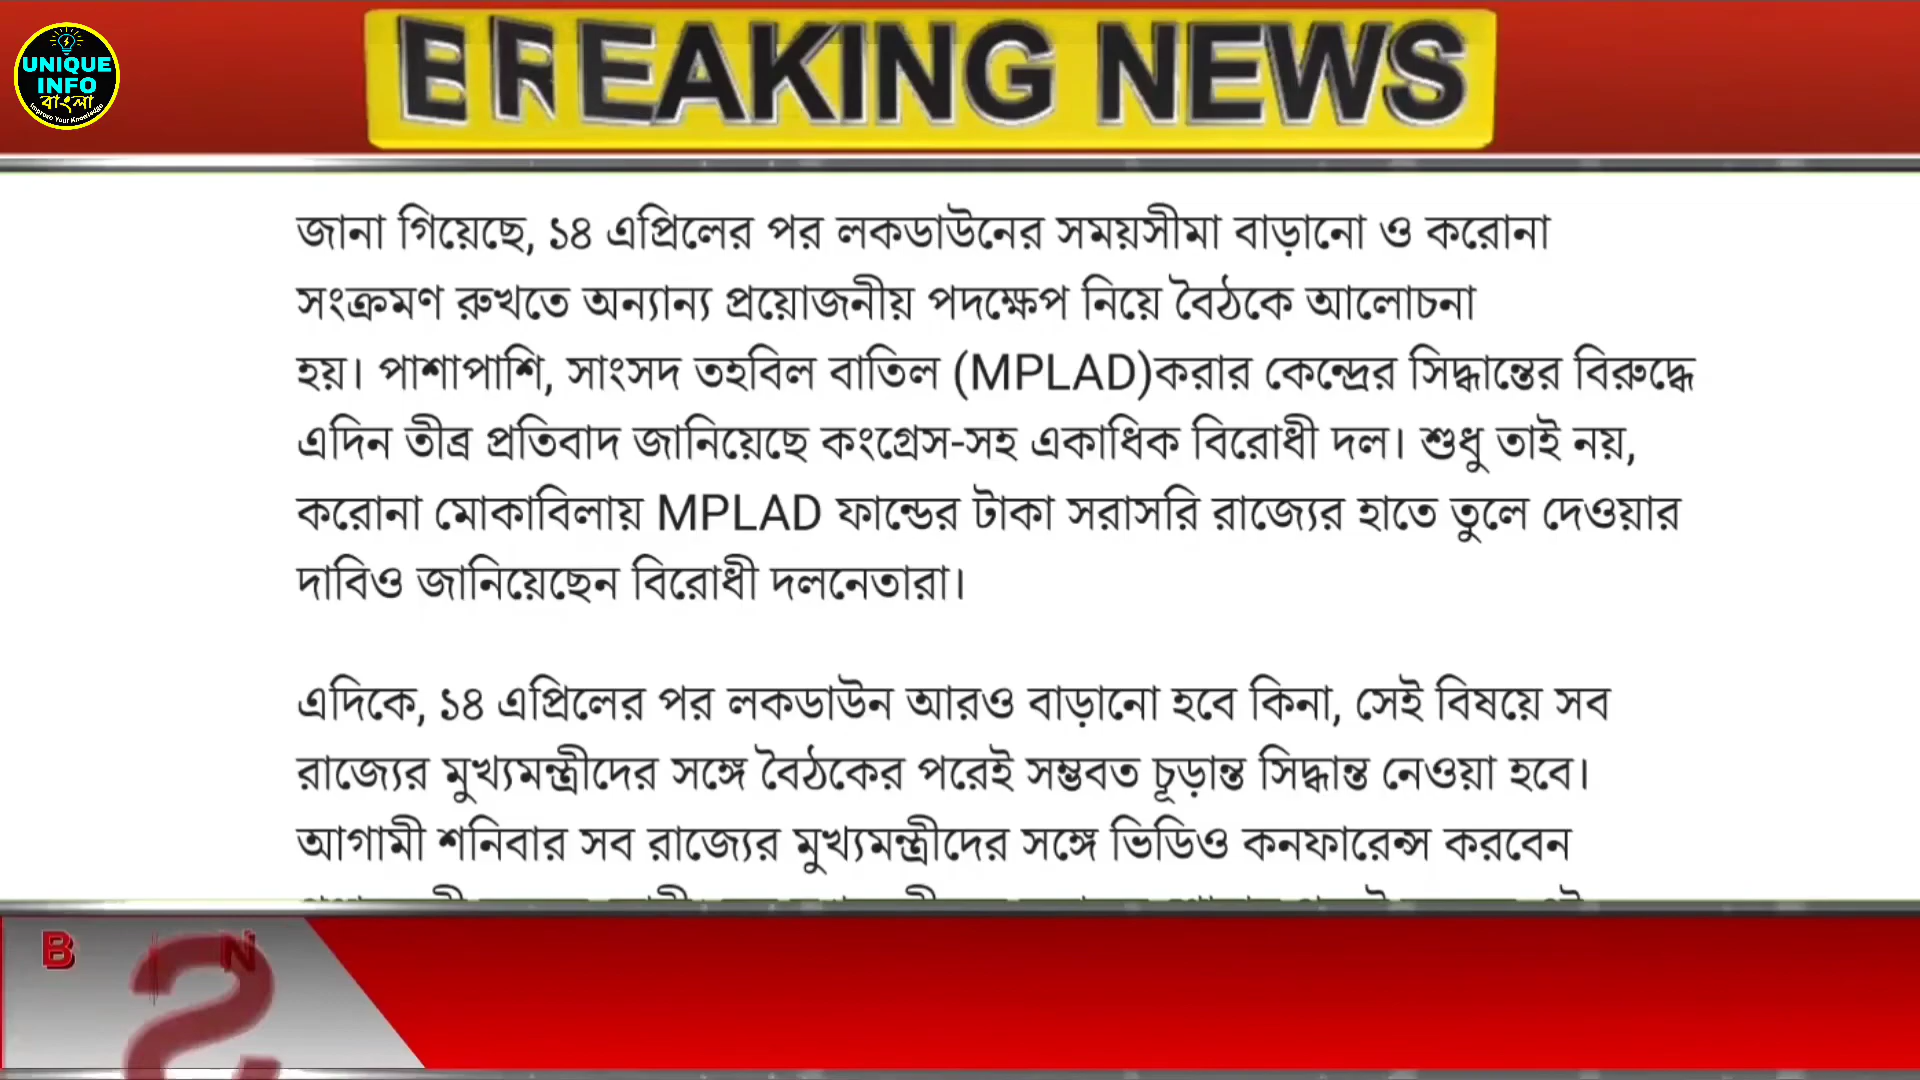 UNIQUE
INFO
বাংলা
Improve Your Knowledge
BREAKING NEWS
জানা গিয়েছে, ১৪ এপ্রিলের পর লকডাউনের সময়সীমা বাড়ানো ও করোনা
সংক্রমণ রুখতে অন্যান্য প্রয়োজনীয় পদক্ষেপ নিয়ে বৈঠকে আলোচনা
হয়। পাশাপাশি, সাংসদ তহবিল বাতিল (MPLAD)করার কেন্দ্রের সিদ্ধান্তের বিরুদ্ধে
এদিন তীব্র প্রতিবাদ জানিয়েছে কংগ্রেস-সহ একাধিক বিরোধী দল। শুধু তাই নয়,
করোনা মোকাবিলায় MPLAD ফান্ডের টাকা সরাসরি রাজ্যের হাতে তুলে দেওয়ার
দাবিও জানিয়েছেন বিরোধী দলনেতারা।
এদিকে, ১৪ এপ্রিলের পর লকডাউন আরও বাড়ানো হবে কিনা, সেই বিষয়ে সব
রাজ্যের মুখ্যমন্ত্রীদের সঙ্গে বৈঠকের পরেই সম্ভবত চূড়ান্ত সিদ্ধান্ত নেওয়া হবে।
আগামী শনিবার সব রাজ্যের মুখ্যমন্ত্রীদের সঙ্গে ভিডিও কনফারেন্স করবেন
B N
S